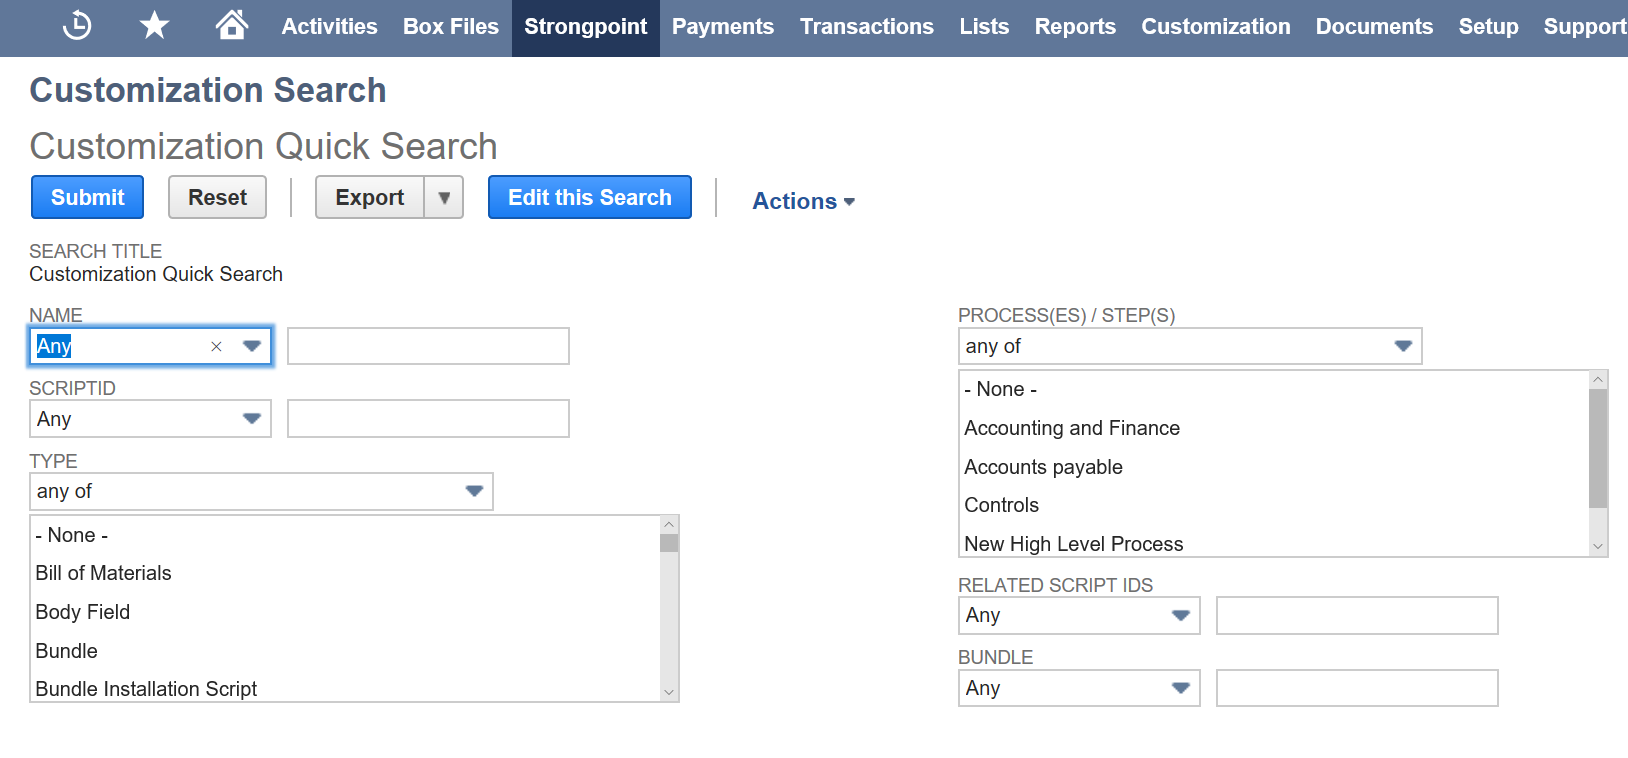 Activities Box Files Strongpoint Payments Transactions Lists Reports Customization Documents Setup Support
Customization Search
Customization Quick Search
Submit Reset Export Edit this Search Actions
SEARCH TITLE
Customization Quick Search
NAME
Any
SCRIPTID
Any
TYPE
any of
- None -
Bill of Materials
Body Field
Bundle
Bundle Installation Script
PROCESS(ES) / STEP(S)
any of
- None -
Accounting and Finance
Accounts payable
Controls
New High Level Process
RELATED SCRIPT IDS
Any
BUNDLE
Any